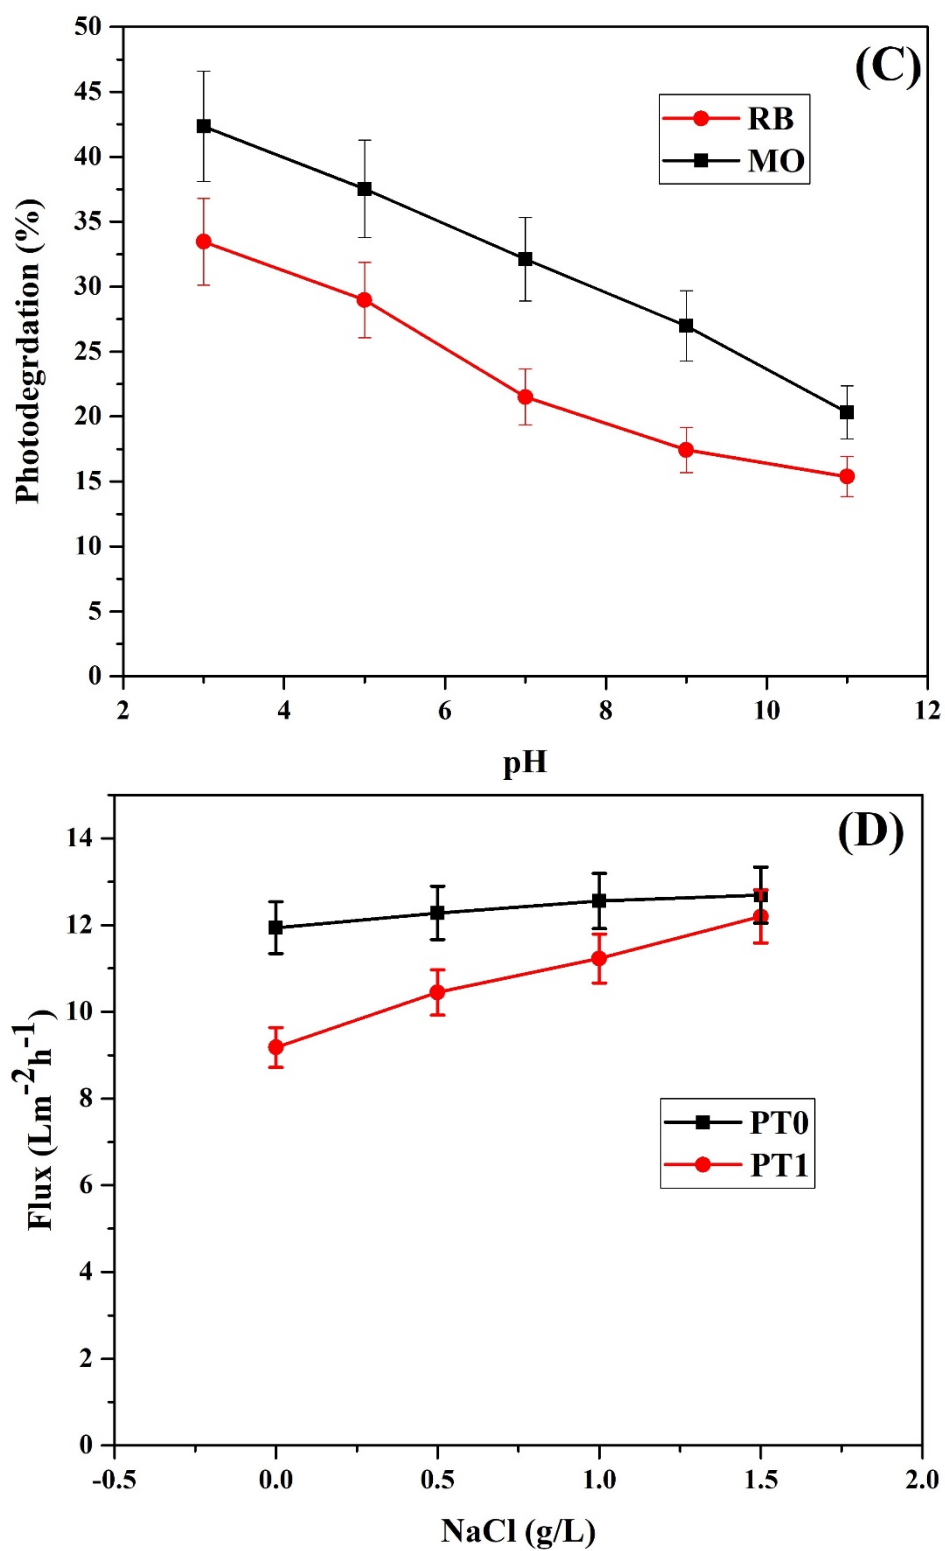 (C)
RB
MO
Photodegrdation (%)
50
45
40
35
30
25
20
15
10
5
0
2 4 6 8 10 12
pH
(D)
PT0
PT1
Flux (Lm⁻²h⁻¹)
14
12
10
8
6
4
2
0
-0.5 0.0 0.5 1.0 1.5 2.0
NaCl (g/L)